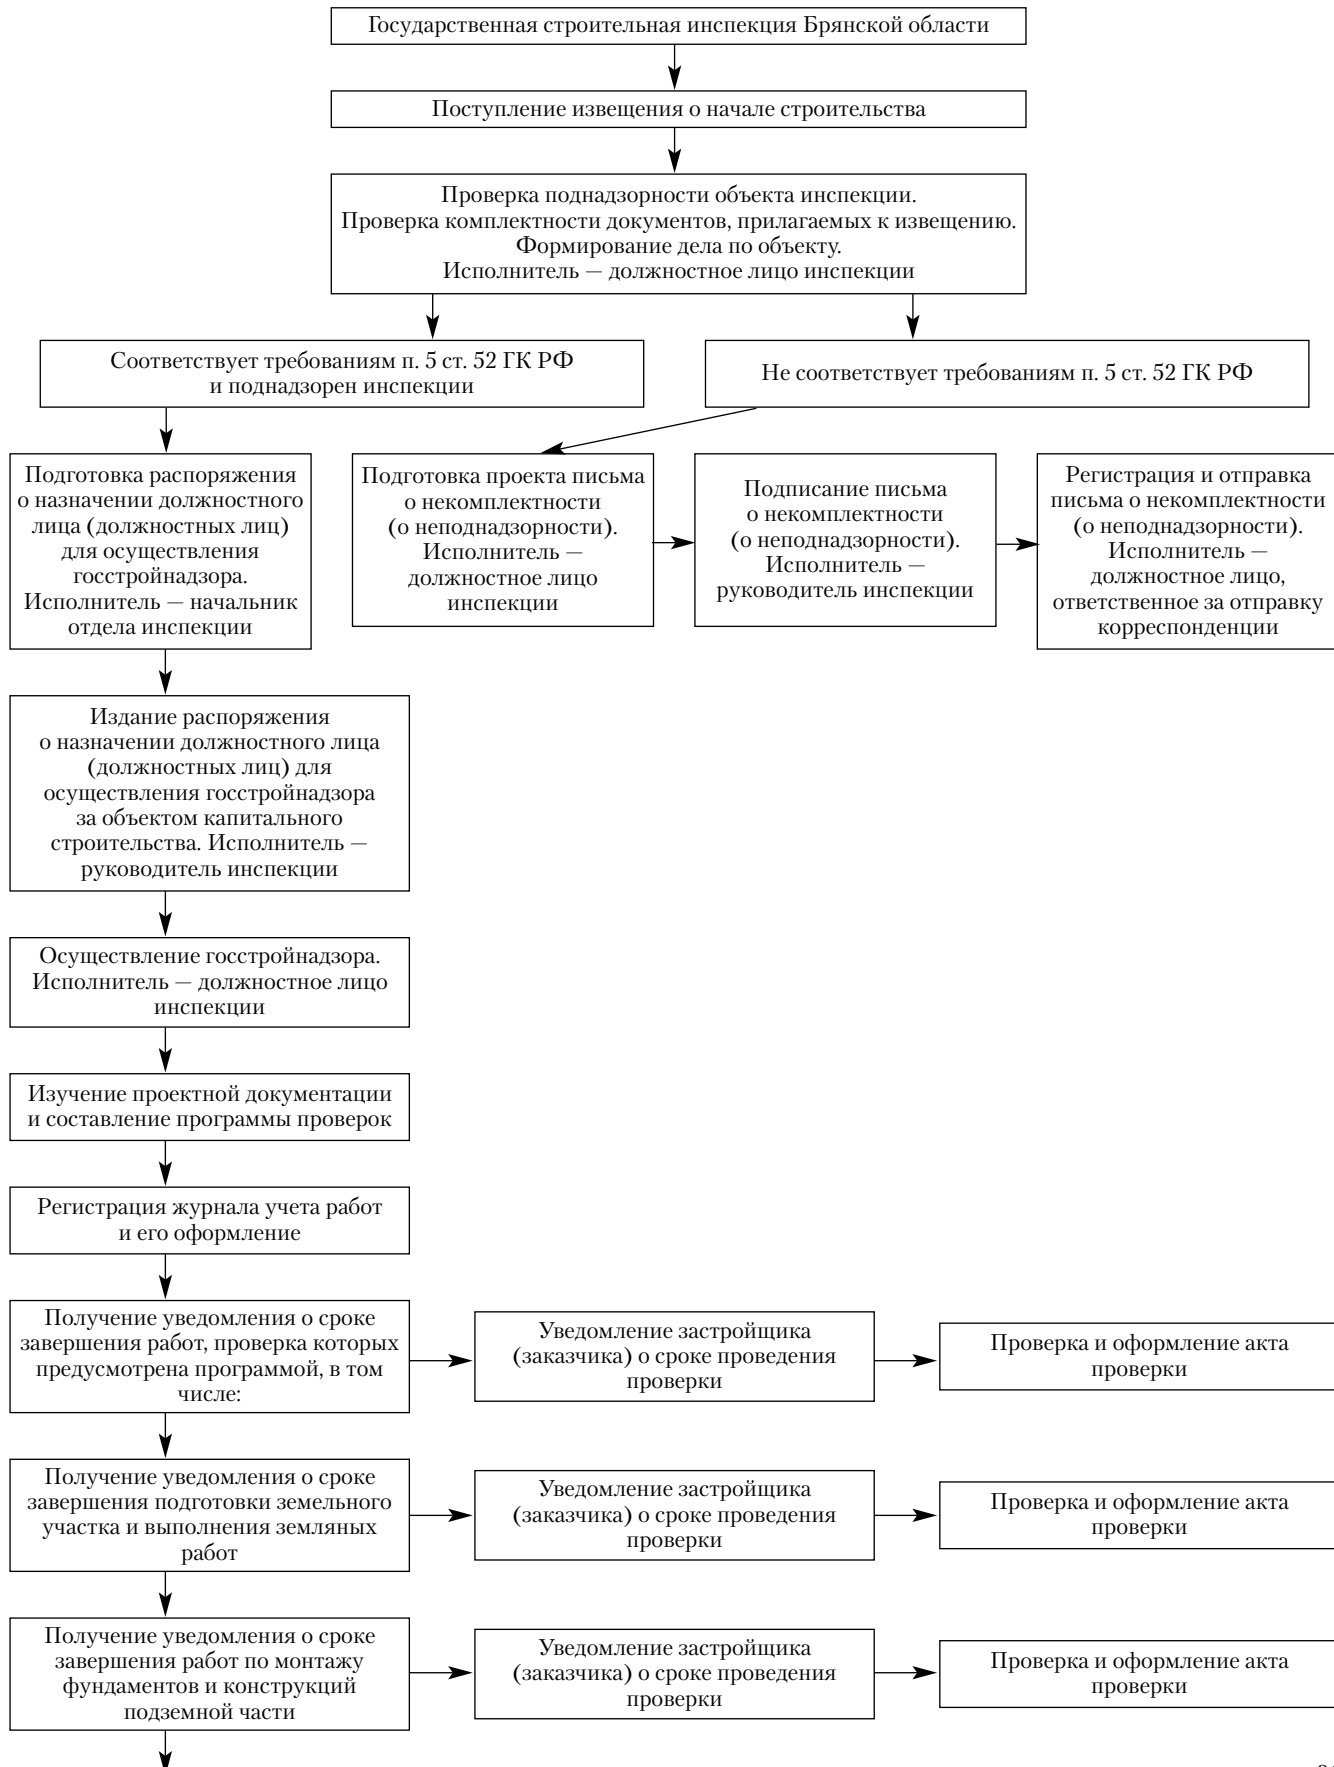 Государственная строительная инспекция Брянской области
Поступление извещения о начале строительства
Проверка поднадзорности объекта инспекции.
Проверка комплектности документов, прилагаемых к извещению.
Формирование дела по объекту.
Исполнитель — должностное лицо инспекции
Соответствует требованиям п. 5 ст. 52 ГК РФ
и поднадзорен инспекции
Не соответствует требованиям п. 5 ст. 52 ГК РФ
Подготовка распоряжения
о назначении должностного
лица (должностных лиц)
для осуществления
госстройнадзора.
Исполнитель — начальник
отдела инспекции
Подготовка проекта письма
о некомплектности
(о неподнадзорности).
Исполнитель —
должностное лицо
инспекции
Подписание письма
о некомплектности
(о неподнадзорности).
Исполнитель —
руководитель инспекции
Регистрация и отправка
письма о некомплектности
(о неподнадзорности).
Исполнитель —
должностное лицо,
ответственное за отправку
корреспонденции
Издание распоряжения
о назначении должностного лица
(должностных лиц) для
осуществления госстройнадзора
за объектом капитального
строительства. Исполнитель —
руководитель инспекции
Осуществление госстройнадзора.
Исполнитель — должностное лицо
инспекции
Изучение проектной документации
и составление программы проверок
Регистрация журнала учета работ
и его оформление
Получение уведомления о сроке
завершения работ, проверка которых
предусмотрена программой, в том
числе:
Уведомление застройщика
(заказчика) о сроке проведения
проверки
Проверка и оформление акта
проверки
Получение уведомления о сроке
завершения подготовки земельного
участка и выполнения земляных
работ
Уведомление застройщика
(заказчика) о сроке проведения
проверки
Проверка и оформление акта
проверки
Получение уведомления о сроке
завершения работ по монтажу
фундаментов и конструкций
подземной части
Уведомление застройщика
(заказчика) о сроке проведения
проверки
Проверка и оформление акта
проверки